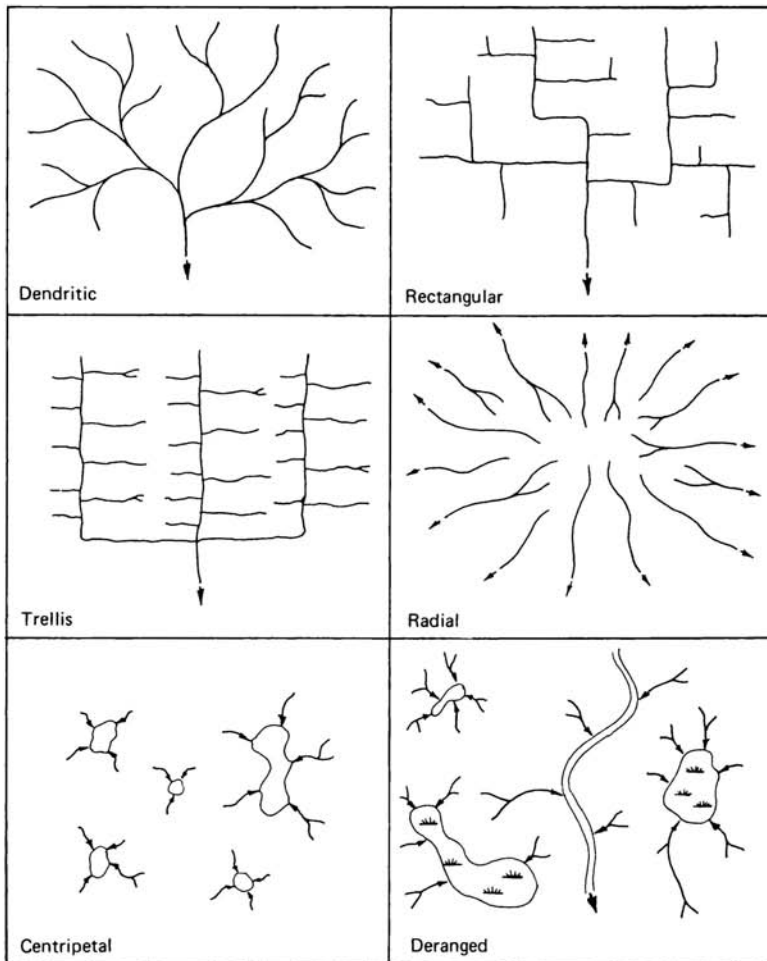 Dendritic
Rectangular
Trellis
Radial
Centripetal
Deranged